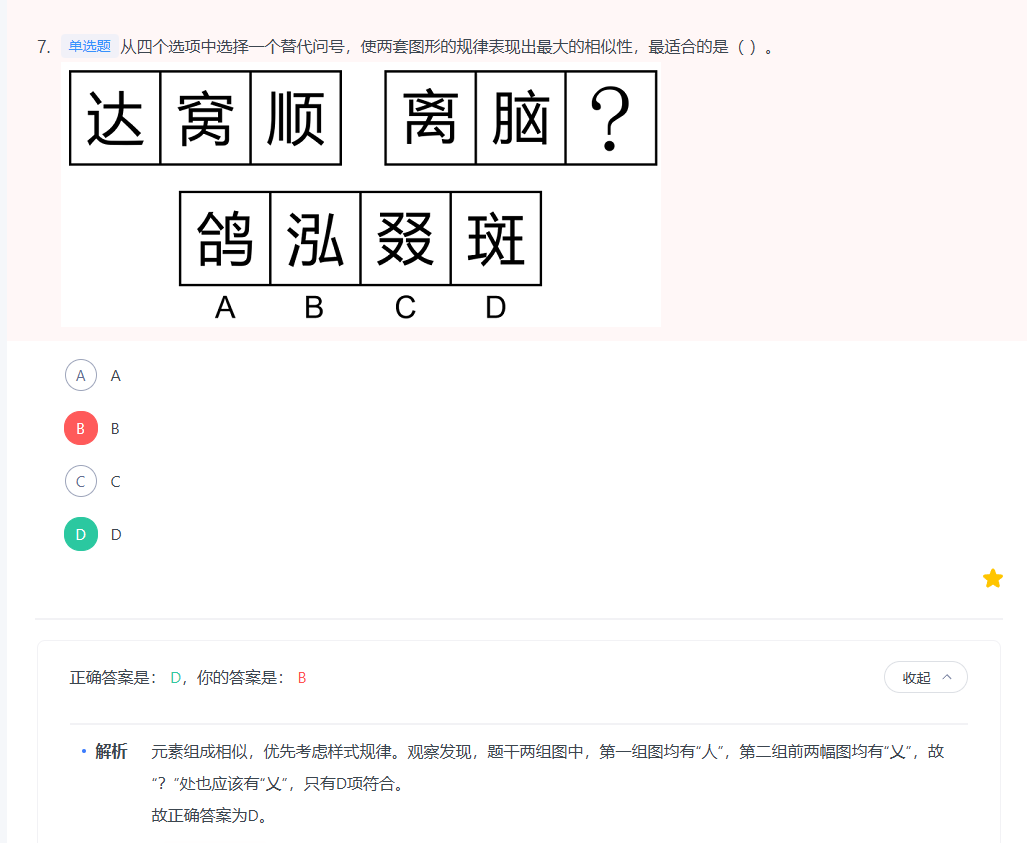 7. 单选题 从四个选项中选择一个替代问号，使两套图形的规律表现出最大的相似性，最适合的是（ ）。
达 窝 顺 离 脑 ?
鸽 泓 叕 斑
A B C D
A A
B B
C C
D D
正确答案是： D，你的答案是： B 收起
• 解析 元素组成相似，优先考虑样式规律。观察发现，题干两组图中，第一组图均有“人”，第二组前两幅图均有“乂”，故
“？”处也应该有“乂”，只有D项符合。
故正确答案为D。